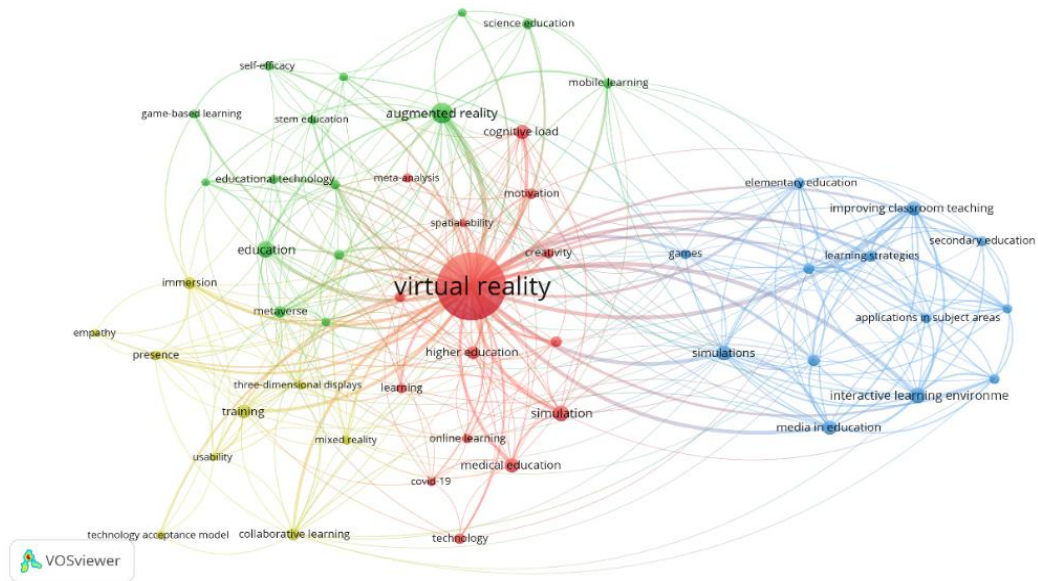 science education
self-efficacy
mobile learning
game-based learning
stem education
augmented reality
cognitive load
educational technology
meta-analysis
motivation
elementary education
improving classroom teaching
spatial ability
education
creativity
games
learning strategies
secondary education
immersion
virtual reality
metaverse
applications in subject areas
empathy
presence
higher education
simulations
three-dimensional displays
learning
interactive learning environme
training
simulation
media in education
mixed reality
online learning
usability
medical education
covid-19
technology acceptance model
collaborative learning
technology
VOSviewer